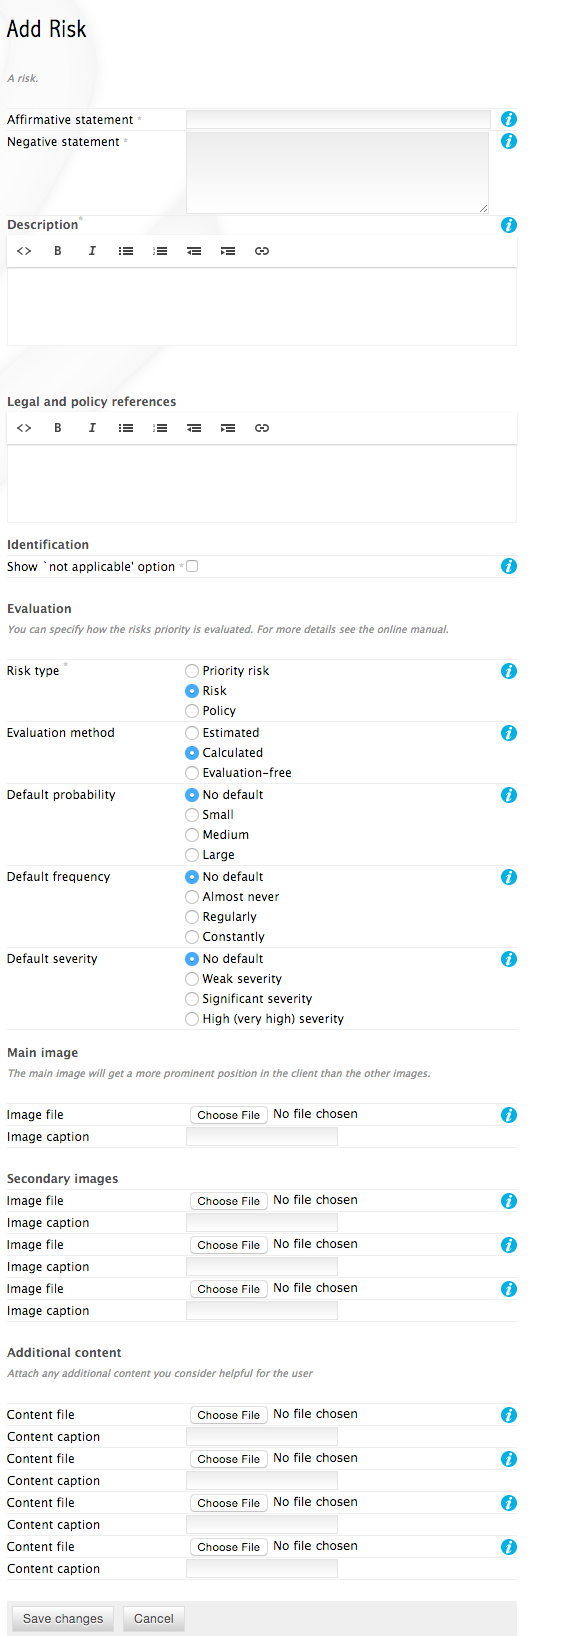 Add Risk
A risk.
Affirmative statement *
Negative statement *
Description *
<> B I
Legal and policy references
<> B I
Identification
Show `not applicable' option *
Evaluation
You can specify how the risks priority is evaluated. For more details see the online manual.
Risk type * Priority risk
Risk
Policy
Evaluation method Estimated
Calculated
Evaluation-free
Default probability No default
Small
Medium
Large
Default frequency No default
Almost never
Regularly
Constantly
Default severity No default
Weak severity
Significant severity
High (very high) severity
Main image
The main image will get a more prominent position in the client than the other images.
Image file Choose File No file chosen
Image caption
Secondary images
Image file Choose File No file chosen
Image caption
Image file Choose File No file chosen
Image caption
Image file Choose File No file chosen
Image caption
Additional content
Attach any additional content you consider helpful for the user
Content file Choose File No file chosen
Content caption
Content file Choose File No file chosen
Content caption
Content file Choose File No file chosen
Content caption
Content file Choose File No file chosen
Content caption
Save changes Cancel